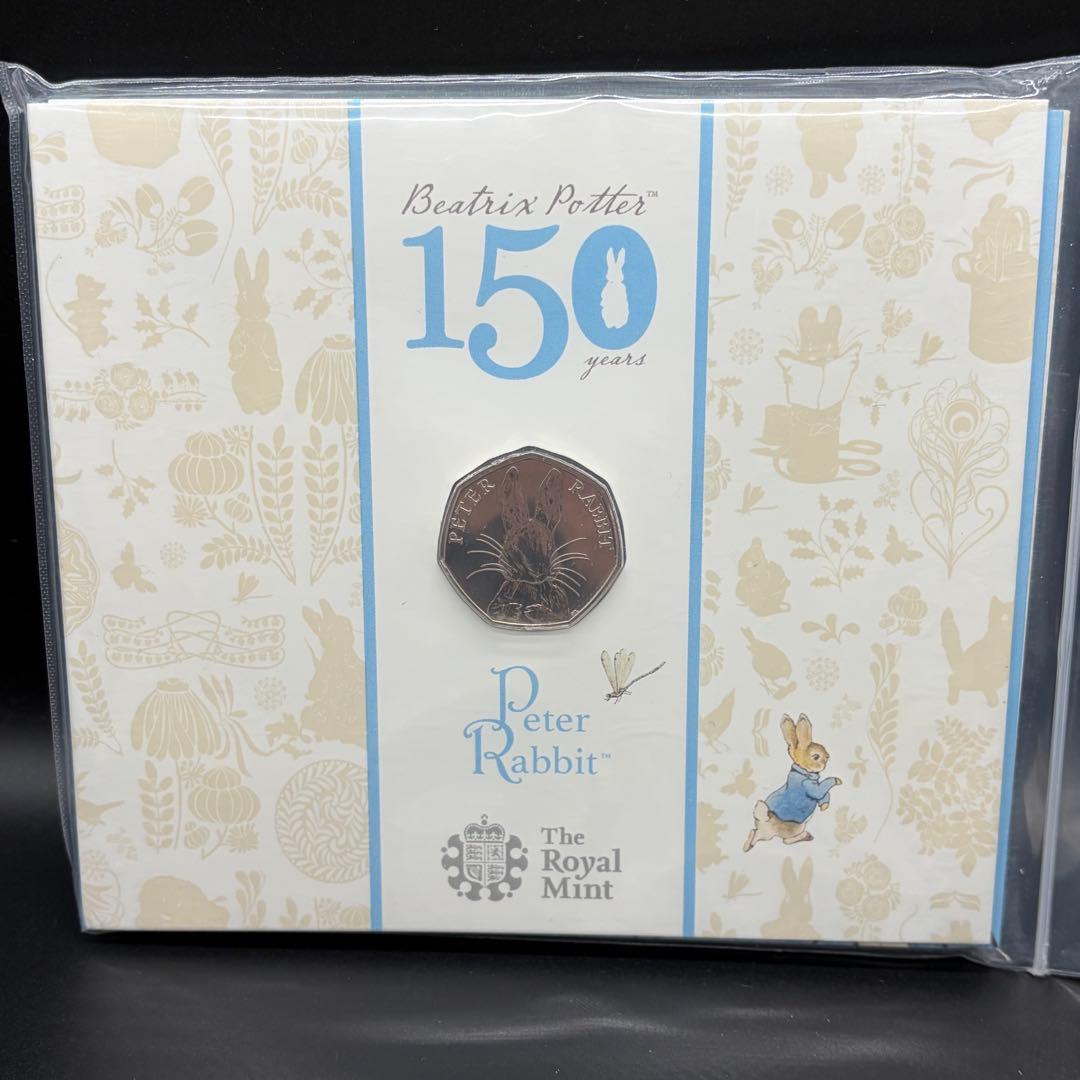 Beatrix Potter™
150
years
PETER RABBIT
Peter
Rabbit™
The
Royal
Mint